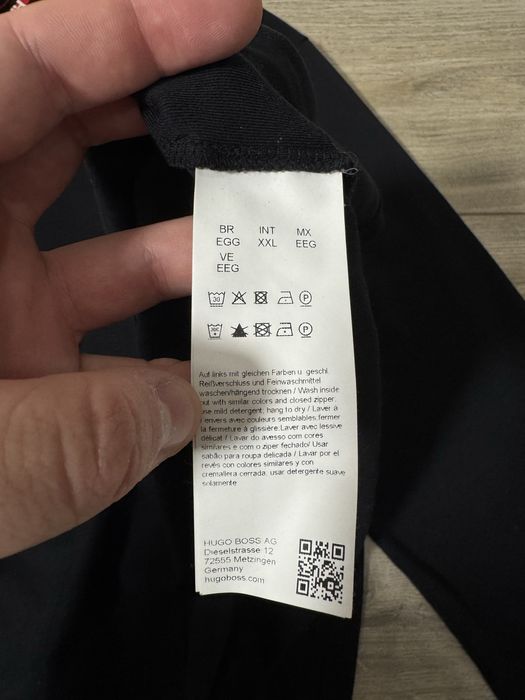 BR INT MX
EGG XXL EEG
VE
EEG
30 P
30C P
Auf links mit gleichen Farben u. geschl.
Reißverschluss und Feinwaschmittel
waschen/hängend trocknen / Wash inside
out with similar colors and closed zipper.
use mild detergent, hang to dry / Laver à
l envers avec couleurs semblables,fermer
la fermeture à glissière.Laver avec lessive
délicat / Lavar do avesso com cores
similares e com o ziper fechado/ Usar
sabão para roupa delicada / Lavar por el
revés con colores similares y con
cremallera cerrada, usar detergente suave
solamente
HUGO BOSS AG
Dieselstrasse 12
72555 Metzingen
Germany
hugoboss.com